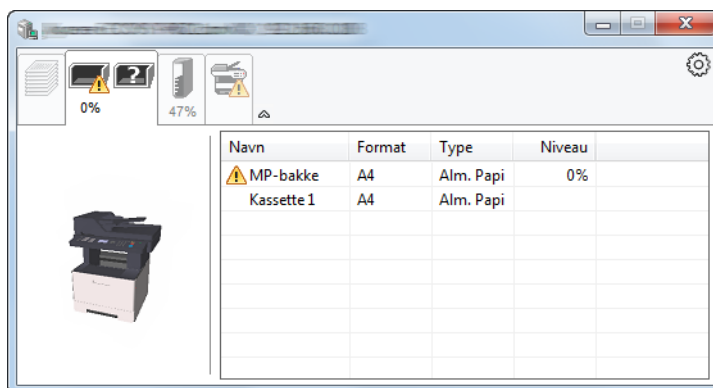 0%
?
47%
Navn Format Type Niveau
MP-bakke A4 Alm. Papi 0%
Kassette 1 A4 Alm. Papi